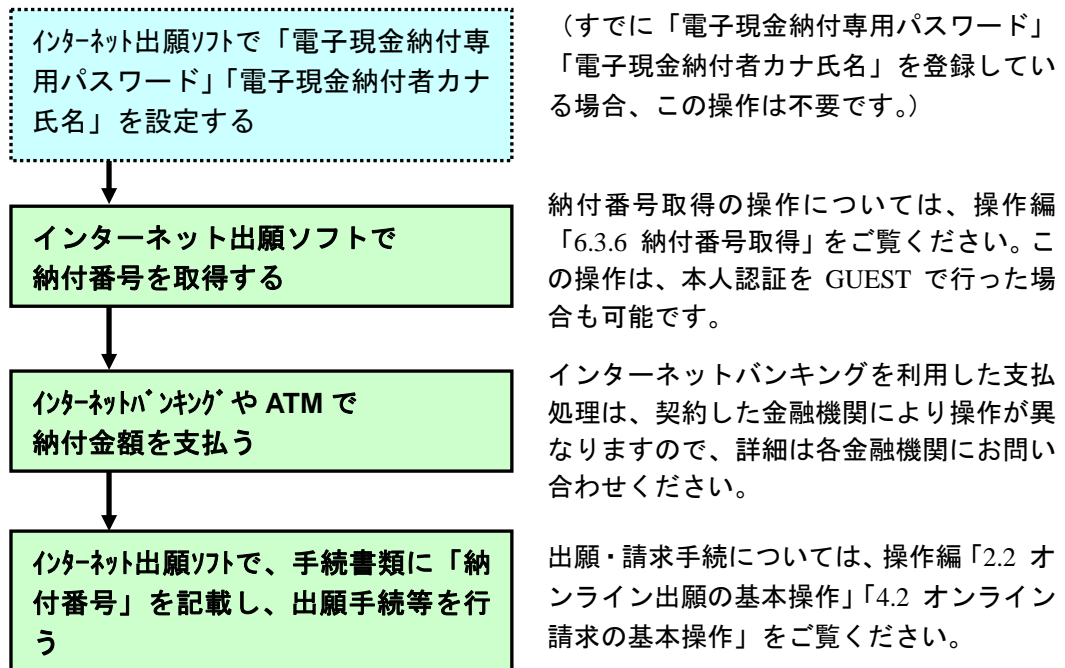 ｲﾝﾀｰﾈｯﾄ出願ｿﾌﾄで「電子現金納付専
用パスワード」「電子現金納付者カナ
氏名」を設定する
（すでに「電子現金納付専用パスワード」
「電子現金納付者カナ氏名」を登録してい
る場合、この操作は不要です。）
インターネット出願ソフトで
納付番号を取得する
納付番号取得の操作については、操作編
「6.3.6 納付番号取得」をご覧ください。こ
の操作は、本人認証を GUEST で行った場
合も可能です。
ｲﾝﾀｰﾈｯﾄﾊﾞﾝｷﾝｸﾞや ATM で
納付金額を支払う
インターネットバンキングを利用した支払
処理は、契約した金融機関により操作が異
なりますので、詳細は各金融機関にお問い
合わせください。
ｲﾝﾀｰﾈｯﾄ出願ｿﾌﾄで、手続書類に「納
付番号」を記載し、出願手続等を行
う
出願・請求手続については、操作編「2.2 オ
ンライン出願の基本操作」「4.2 オンライン
請求の基本操作」をご覧ください。